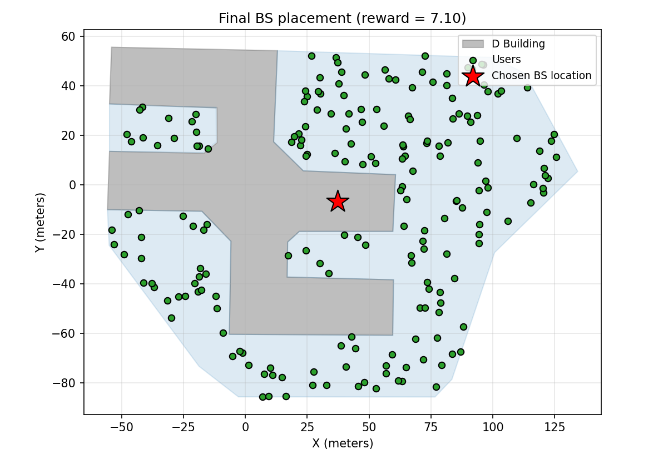 Final BS placement (reward = 7.10)
D Building
Users
Chosen BS location
60
40
20
0
−20
−40
−60
−80
Y (meters)
−50
−25
0
25
50
75
100
125
X (meters)